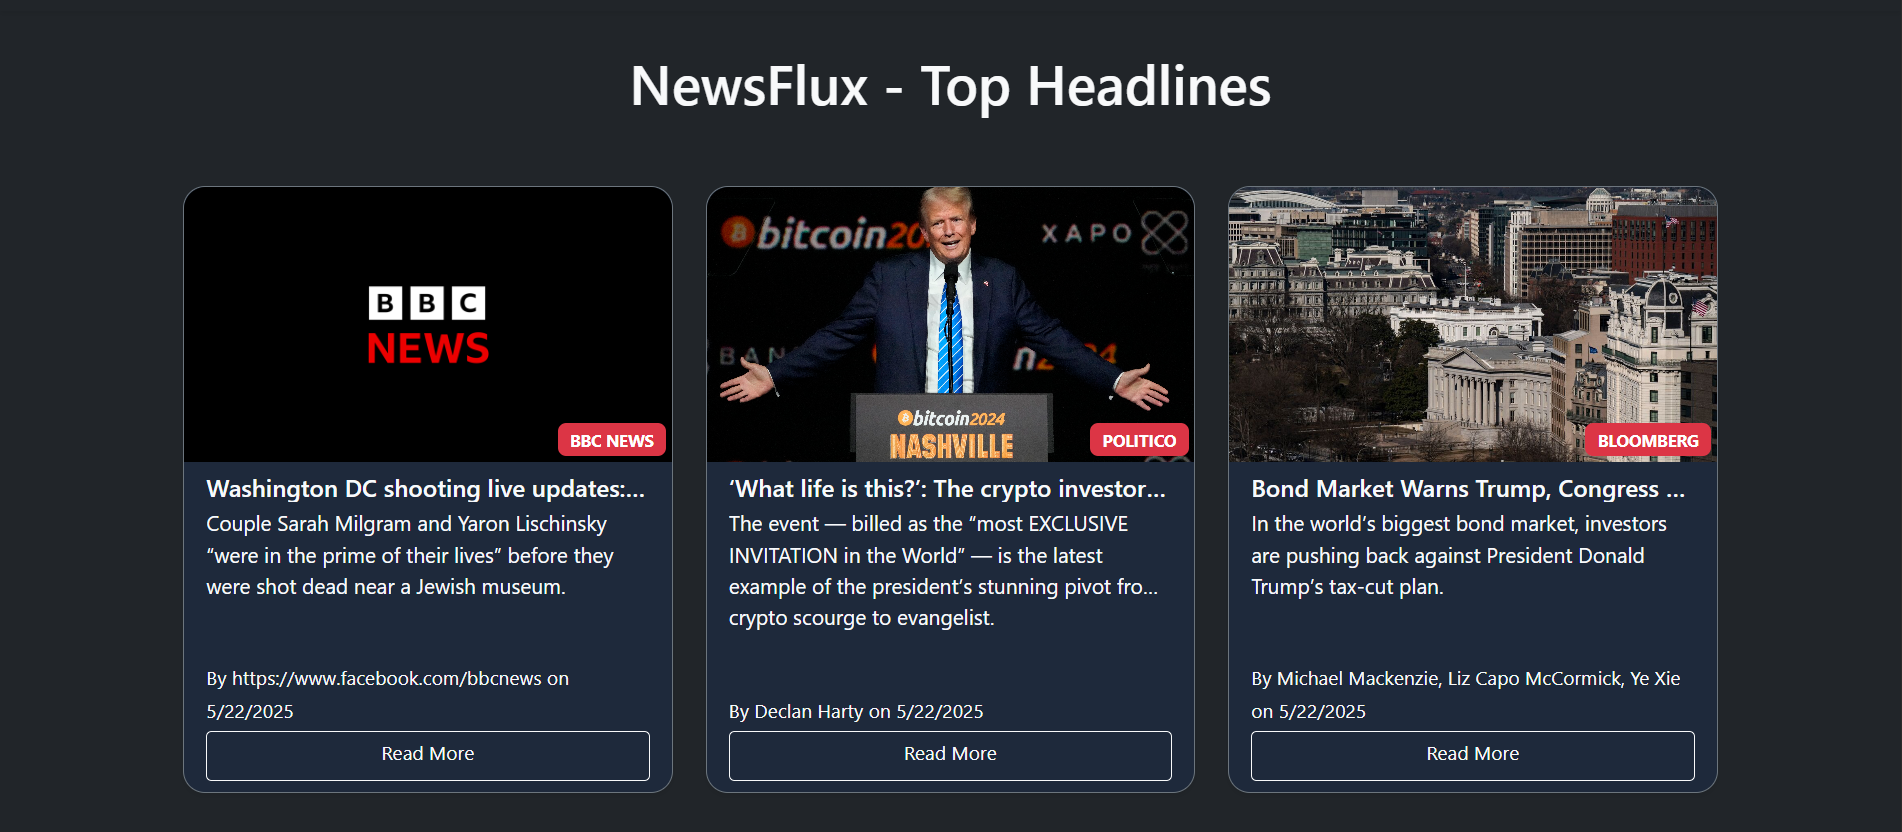 NewsFlux - Top Headlines
BBC
NEWS
BBC NEWS
Washington DC shooting live updates:...
Couple Sarah Milgram and Yaron Lischinsky
“were in the prime of their lives” before they
were shot dead near a Jewish museum.
By https://www.facebook.com/bbcnews on
5/22/2025
Read More
bitcoin20
XAPO
BAN
n2024
bitcoin2024
NASHVILLE
POLITICO
‘What life is this?’: The crypto investor...
The event — billed as the “most EXCLUSIVE
INVITATION in the World” — is the latest
example of the president’s stunning pivot fro...
crypto scourge to evangelist.
By Declan Harty on 5/22/2025
Read More
BLOOMBERG
Bond Market Warns Trump, Congress ...
In the world’s biggest bond market, investors
are pushing back against President Donald
Trump’s tax-cut plan.
By Michael Mackenzie, Liz Capo McCormick, Ye Xie
on 5/22/2025
Read More